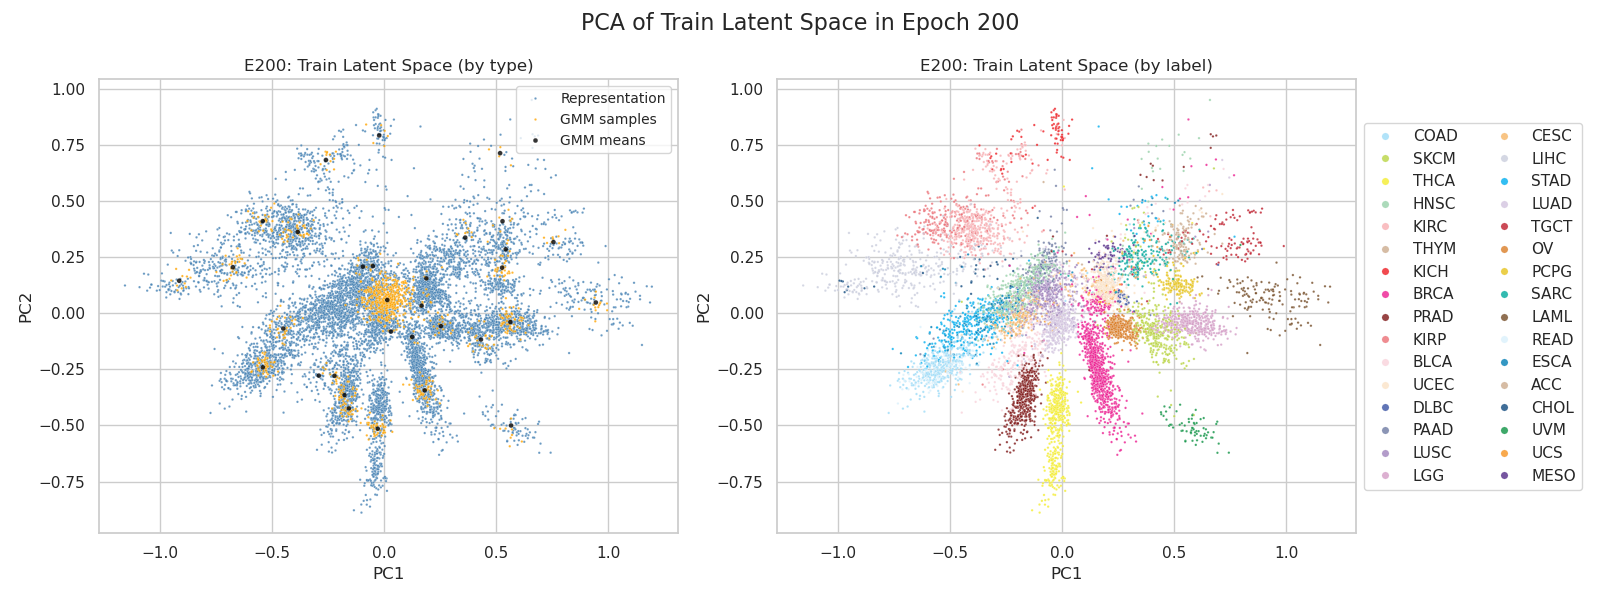 PCA of Train Latent Space in Epoch 200
E200: Train Latent Space (by type)
1.00
0.75
0.50
0.25
0.00
−0.25
−0.50
−0.75
PC2
−1.0 −0.5 0.0 0.5 1.0
PC1
Representation
GMM samples
GMM means
E200: Train Latent Space (by label)
1.00
0.75
0.50
0.25
0.00
−0.25
−0.50
−0.75
PC2
−1.0 −0.5 0.0 0.5 1.0
PC1
COAD CESC
SKCM LIHC
THCA STAD
HNSC LUAD
KIRC TGCT
THYM OV
KICH PCPG
BRCA SARC
PRAD LAML
KIRP READ
BLCA ESCA
UCEC ACC
DLBC CHOL
PAAD UVM
LUSC UCS
LGG MESO